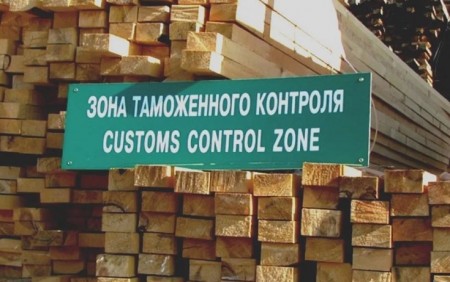 ЗОНА ТАМОЖЕННОГО КОНТРОЛЯ
CUSTOMS CONTROL ZONE